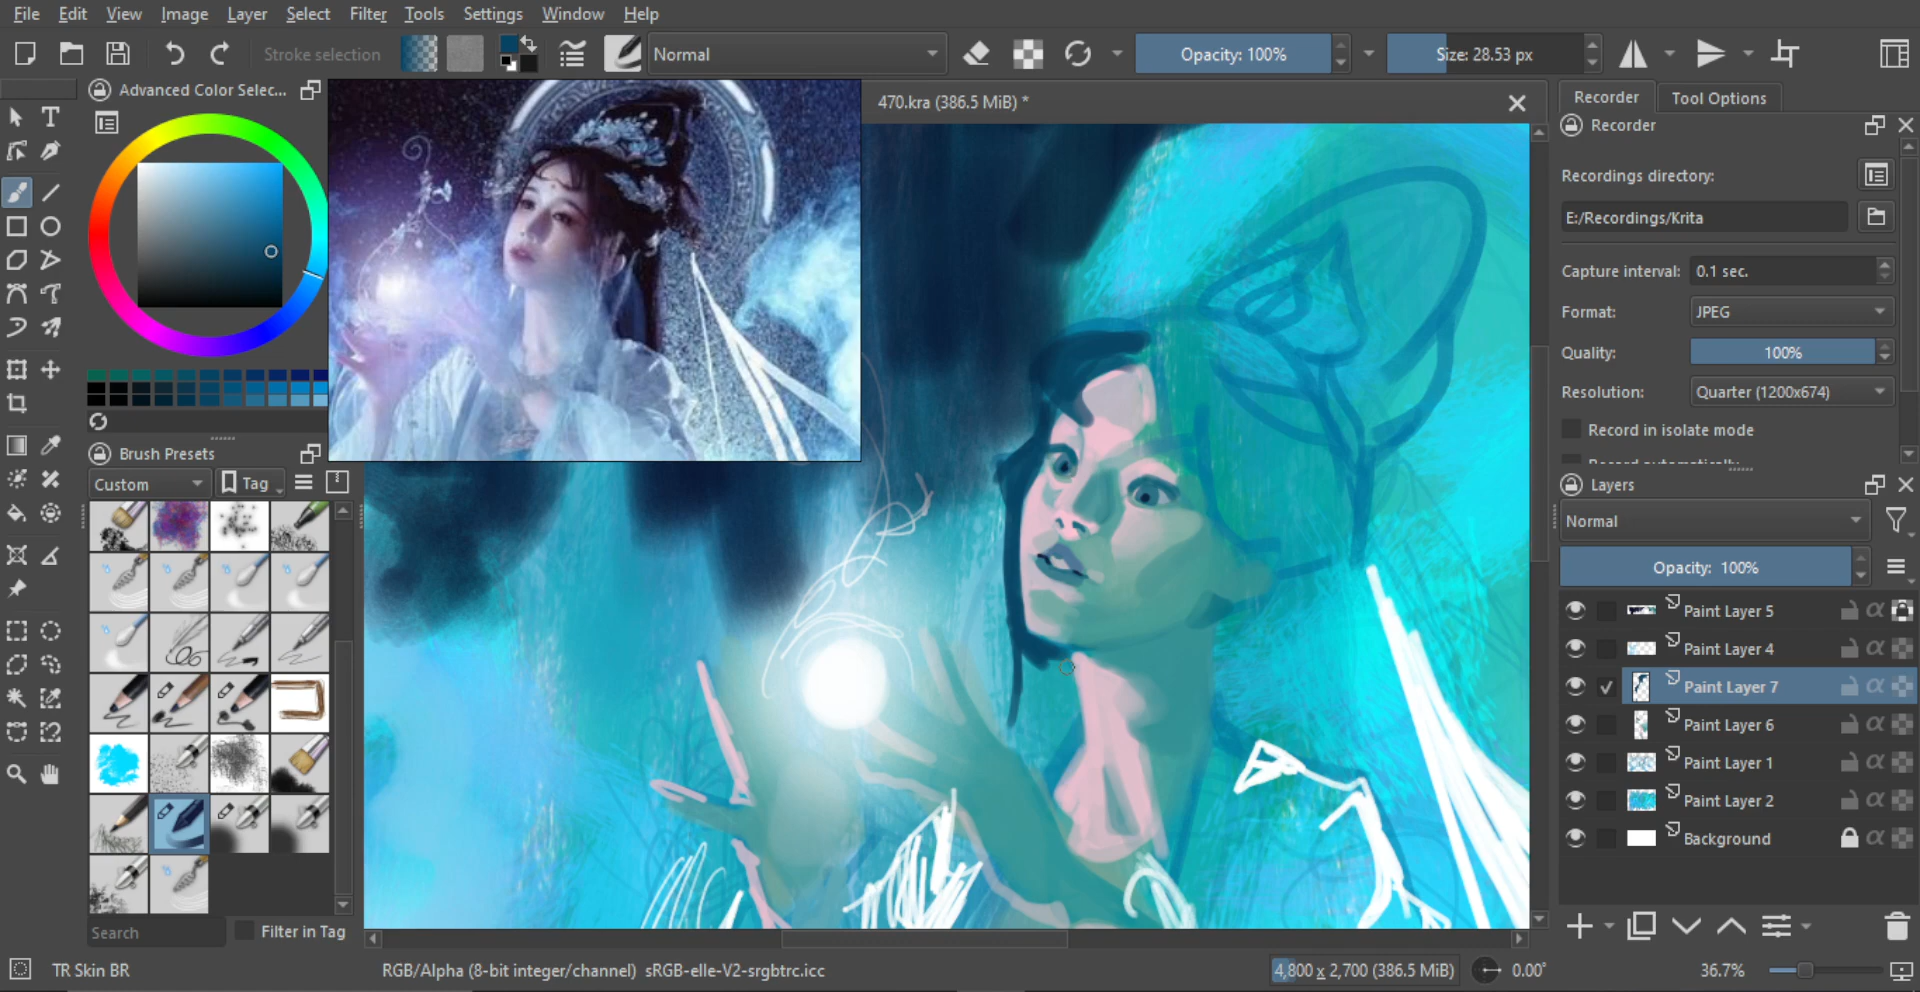 File Edit View Image Layer Select Filter Tools Settings Window Help
Stroke selection
Normal
Opacity: 100%
Size: 28.53 px
Advanced Color Selec...
470.kra (386.5 MiB) *
Recorder
Tool Options
Recorder
Recordings directory:
E:/Recordings/Krita
Capture interval: 0.1 sec.
Format: JPEG
Quality: 100%
Resolution: Quarter (1200x674)
Record in isolate mode
Brush Presets
Custom
Tag
Layers
Normal
Opacity: 100%
Paint Layer 5
Paint Layer 4
Paint Layer 7
Paint Layer 6
Paint Layer 1
Paint Layer 2
Background
Search
Filter in Tag
TR Skin BR
RGB/Alpha (8-bit integer/channel) sRGB-elle-V2-srgbtrc.icc
4,800 x 2,700 (386.5 MiB)
0.00°
36.7%